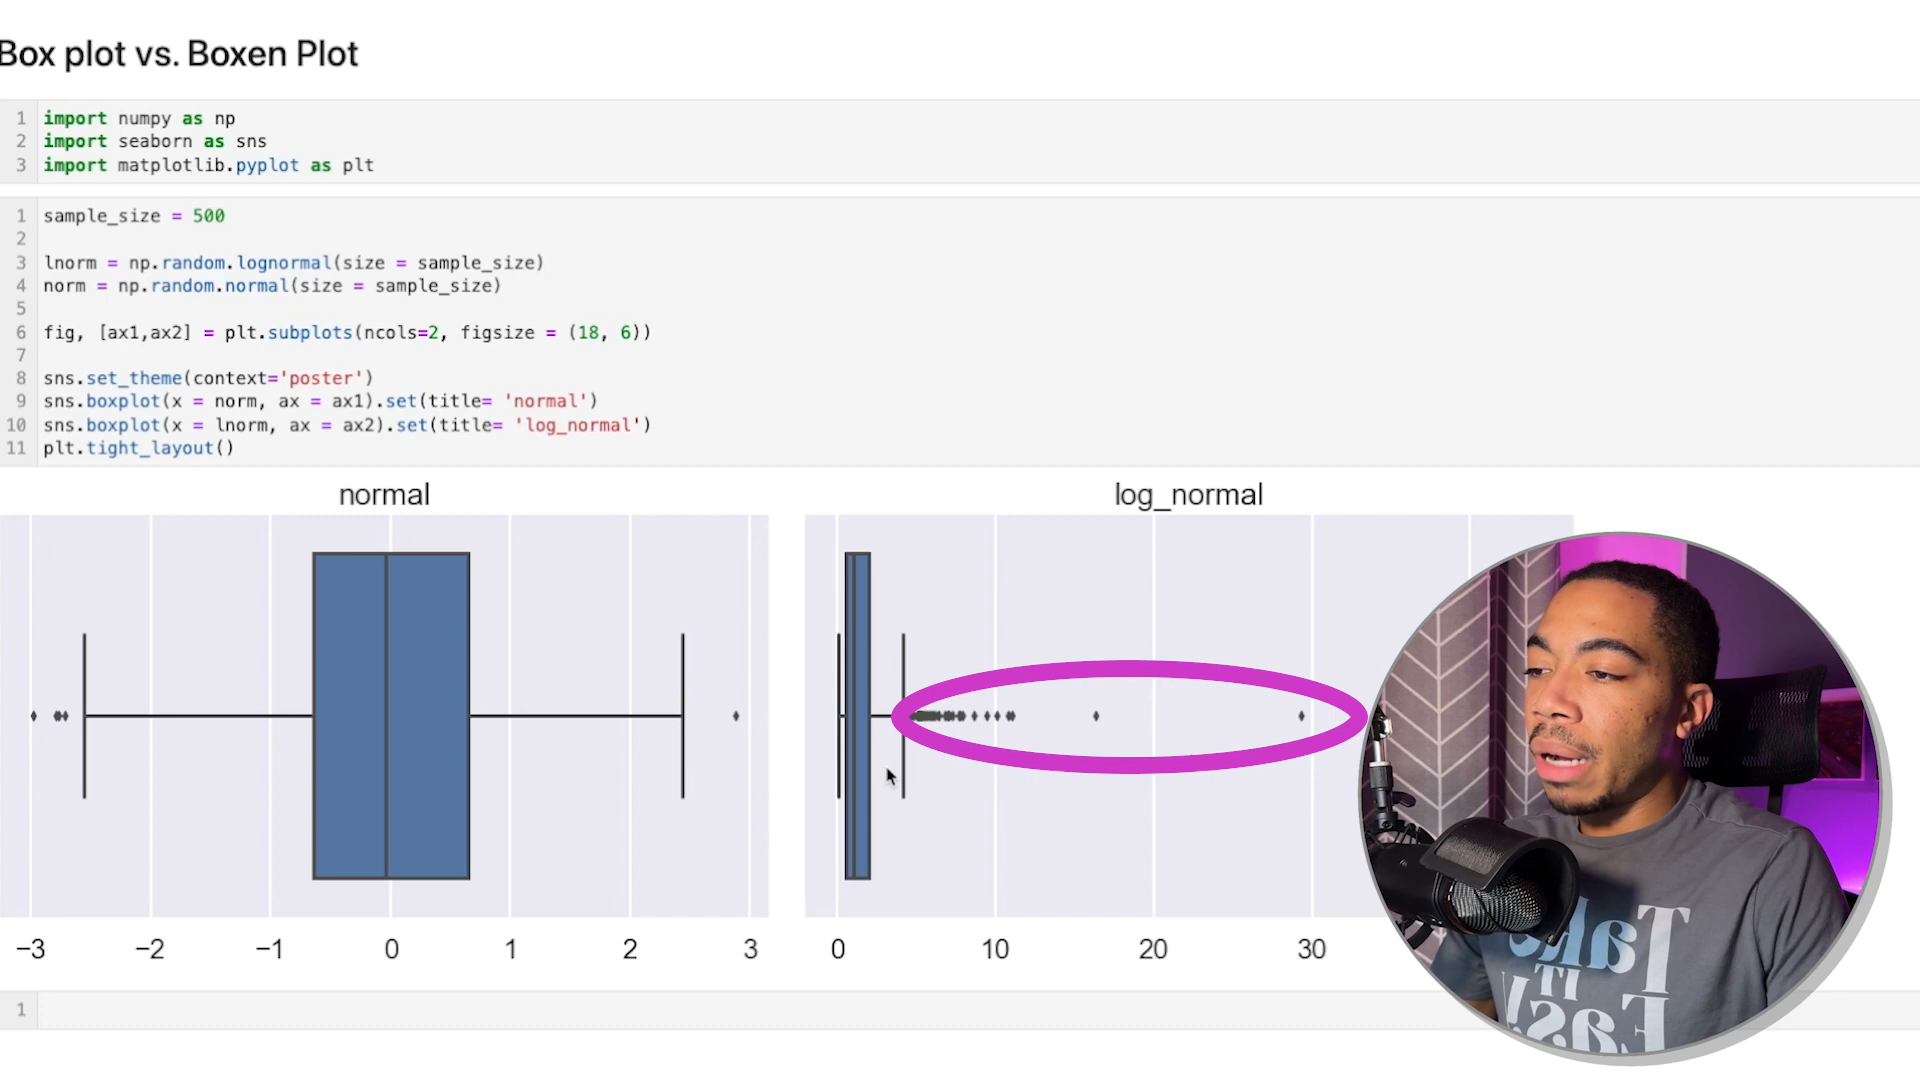 Box plot vs. Boxen Plot
1 import numpy as np
2 import seaborn as sns
3 import matplotlib.pyplot as plt
1 sample_size = 500
2
3 lnorm = np.random.lognormal(size = sample_size)
4 norm = np.random.normal(size = sample_size)
5
6 fig, [ax1,ax2] = plt.subplots(ncols=2, figsize = (18, 6))
7
8 sns.set_theme(context='poster')
9 sns.boxplot(x = norm, ax = ax1).set(title= 'normal')
10 sns.boxplot(x = lnorm, ax = ax2).set(title= 'log_normal')
11 plt.tight_layout()
normal
log_normal
−3 −2 −1 0 1 2 3
0 10 20 30
Take
IT
Easy
1